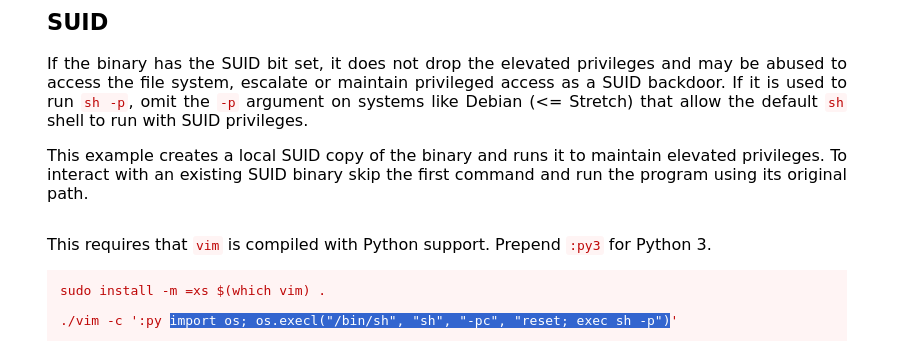 SUID
If the binary has the SUID bit set, it does not drop the elevated privileges and may be abused to
access the file system, escalate or maintain privileged access as a SUID backdoor. If it is used to
run sh -p, omit the -p argument on systems like Debian (<= Stretch) that allow the default sh
shell to run with SUID privileges.
This example creates a local SUID copy of the binary and runs it to maintain elevated privileges. To
interact with an existing SUID binary skip the first command and run the program using its original
path.
This requires that vim is compiled with Python support. Prepend :py3 for Python 3.
sudo install -m =xs $(which vim) .
./vim -c ':py import os; os.execl("/bin/sh", "sh", "-pc", "reset; exec sh -p")'